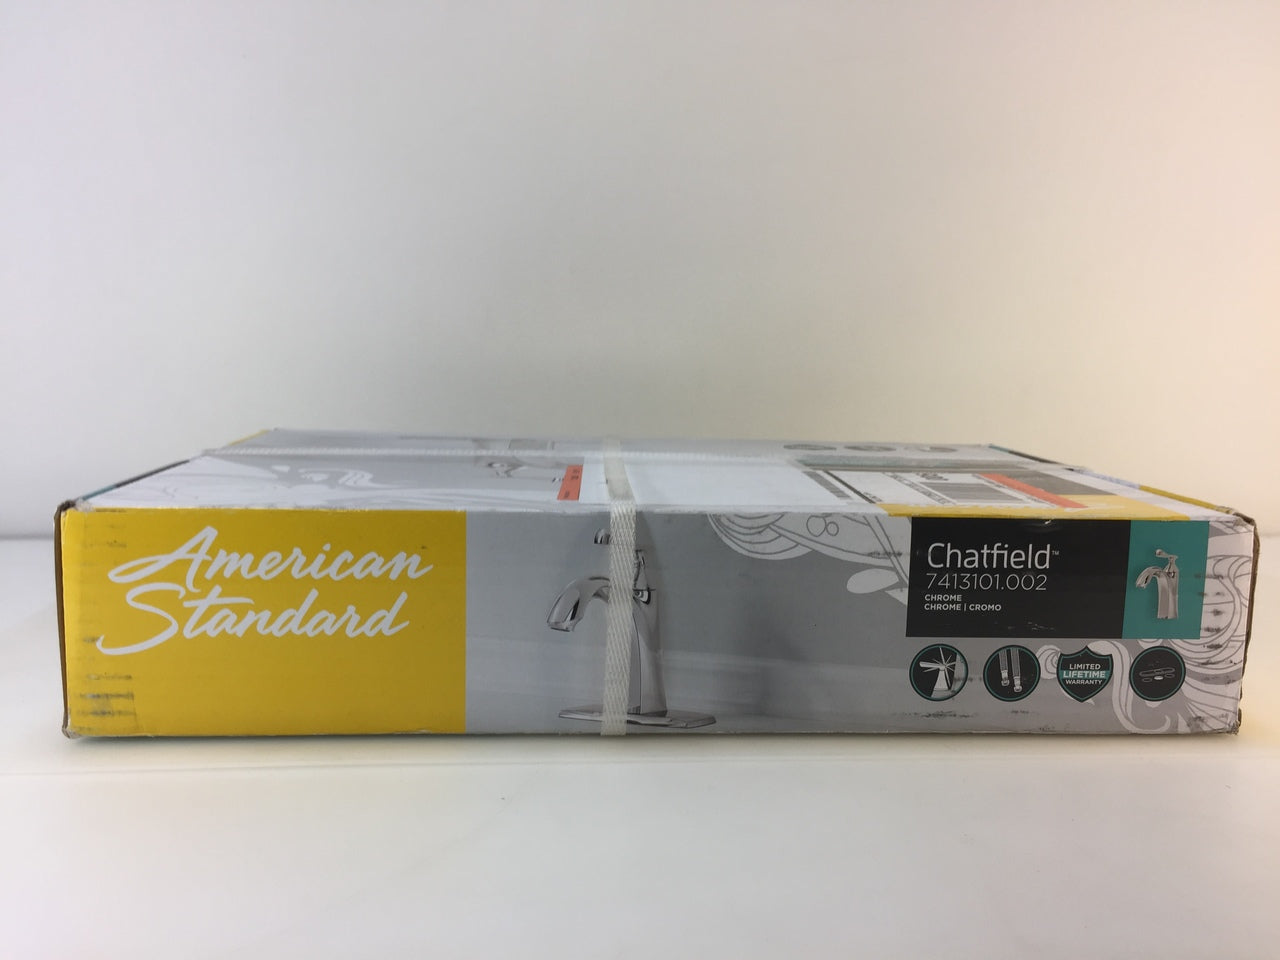 American
Standard
Chatfield™
7413101.002
CHROME
CHROME | CROMO
LIMITED
LIFETIME
WARRANTY